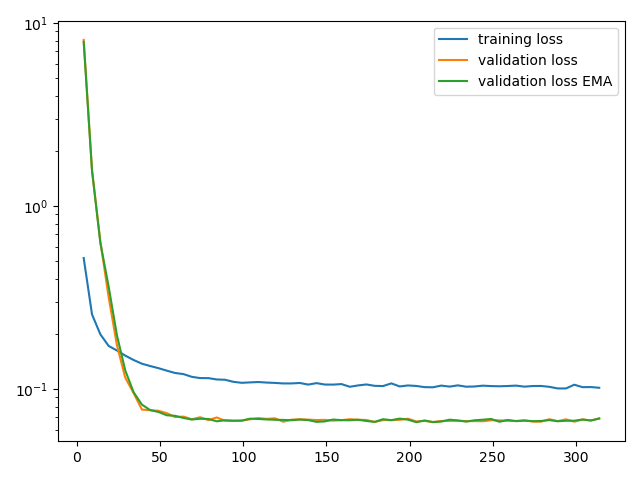 10¹
training loss
validation loss
validation loss EMA
10⁰
10⁻¹
0 50 100 150 200 250 300